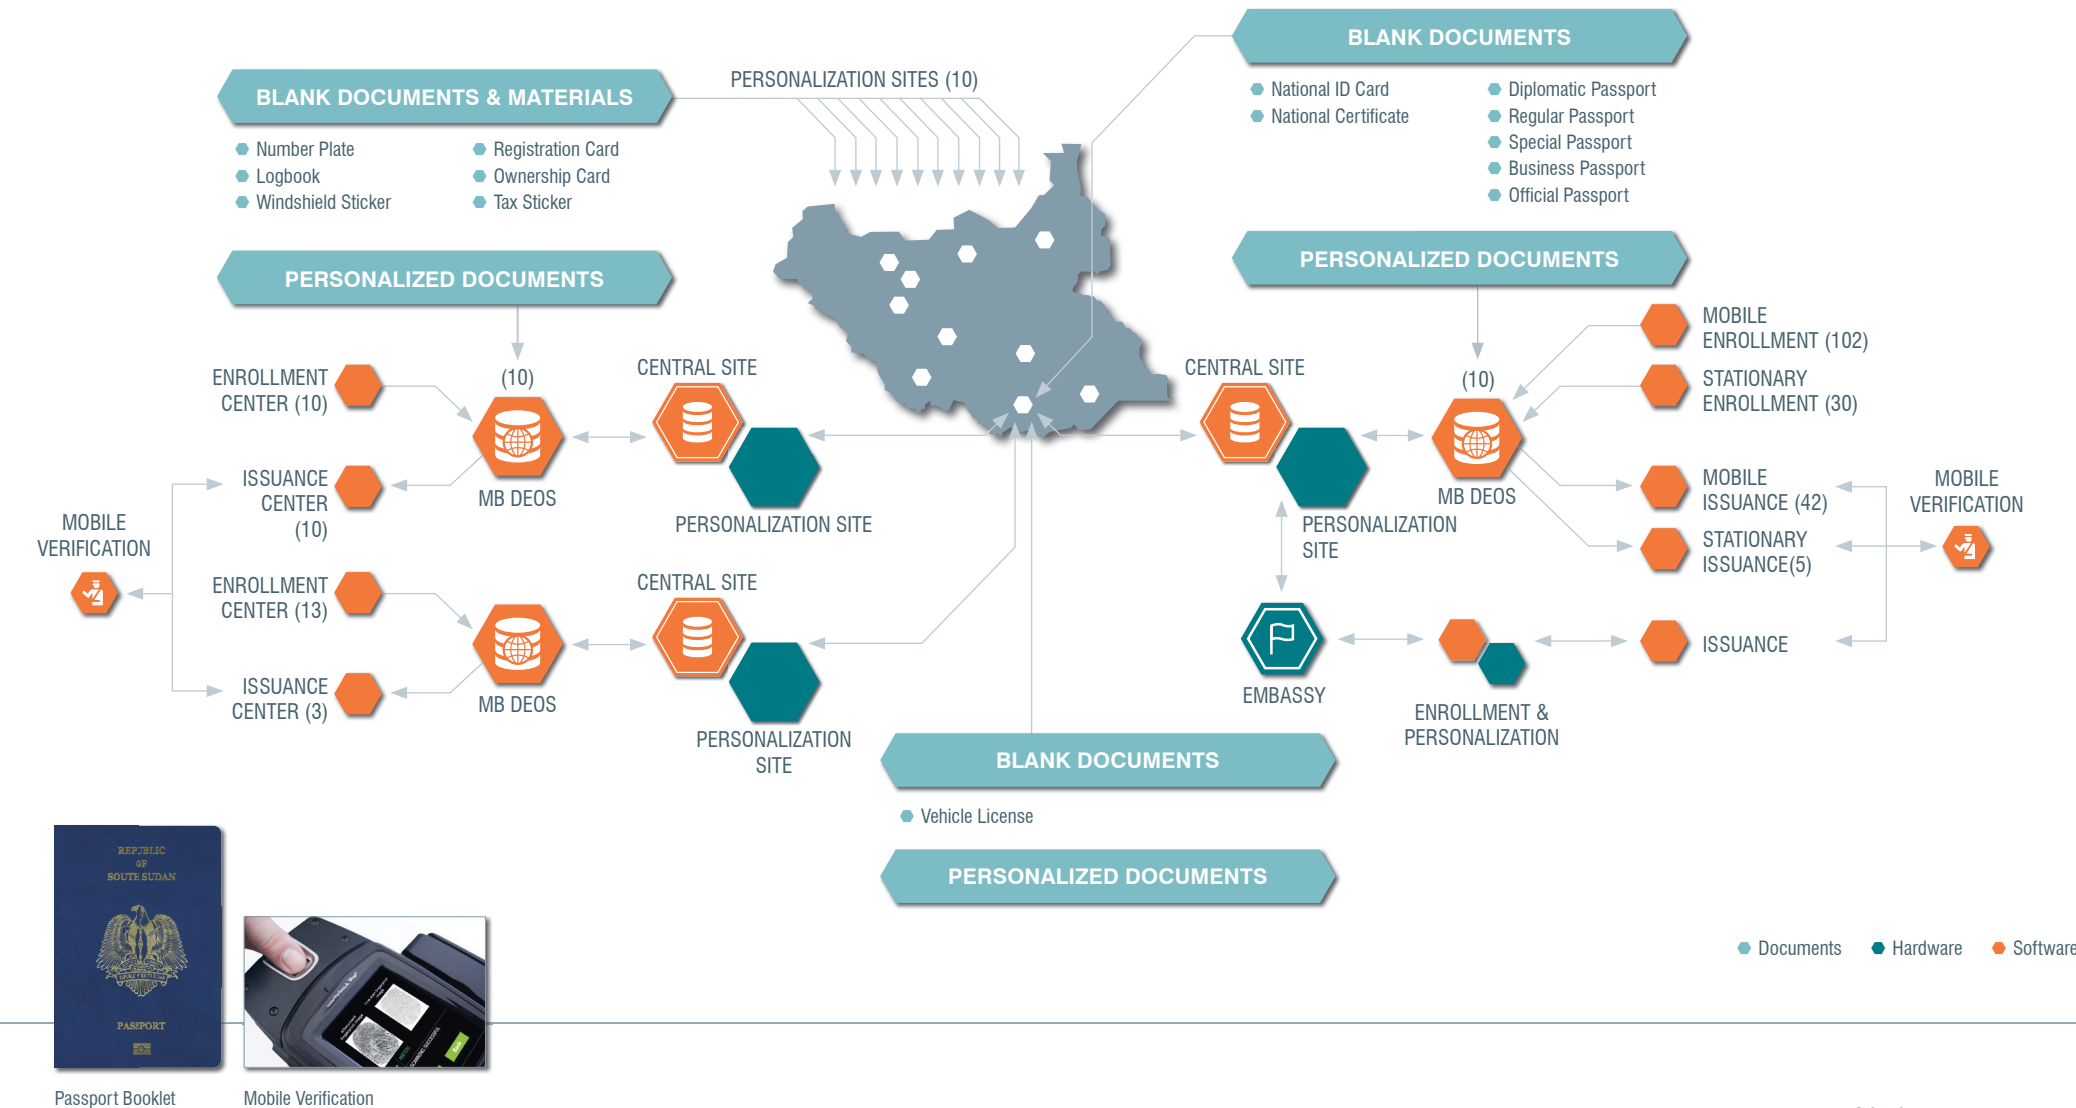 BLANK DOCUMENTS & MATERIALS
Number Plate
Logbook
Windshield Sticker
Registration Card
Ownership Card
Tax Sticker
PERSONALIZATION SITES (10)
BLANK DOCUMENTS
National ID Card
National Certificate
Diplomatic Passport
Regular Passport
Special Passport
Business Passport
Official Passport
PERSONALIZED DOCUMENTS
PERSONALIZED DOCUMENTS
ENROLLMENT
CENTER (10)
(10)
MB DEOS
CENTRAL SITE
PERSONALIZATION SITE
ISSUANCE
CENTER
(10)
MOBILE
VERIFICATION
ENROLLMENT
CENTER (13)
ISSUANCE
CENTER (3)
MB DEOS
CENTRAL SITE
PERSONALIZATION
SITE
CENTRAL SITE
PERSONALIZATION
SITE
(10)
MB DEOS
MOBILE
ENROLLMENT (102)
STATIONARY
ENROLLMENT (30)
MOBILE
ISSUANCE (42)
STATIONARY
ISSUANCE(5)
MOBILE
VERIFICATION
EMBASSY
ENROLLMENT &
PERSONALIZATION
ISSUANCE
BLANK DOCUMENTS
Vehicle License
PERSONALIZED DOCUMENTS
Documents
Hardware
Software
REPUBLIC
OF
SOUTH SUDAN
PASSPORT
SCANNING SUCCESSFUL
Back
Passport Booklet
Mobile Verification